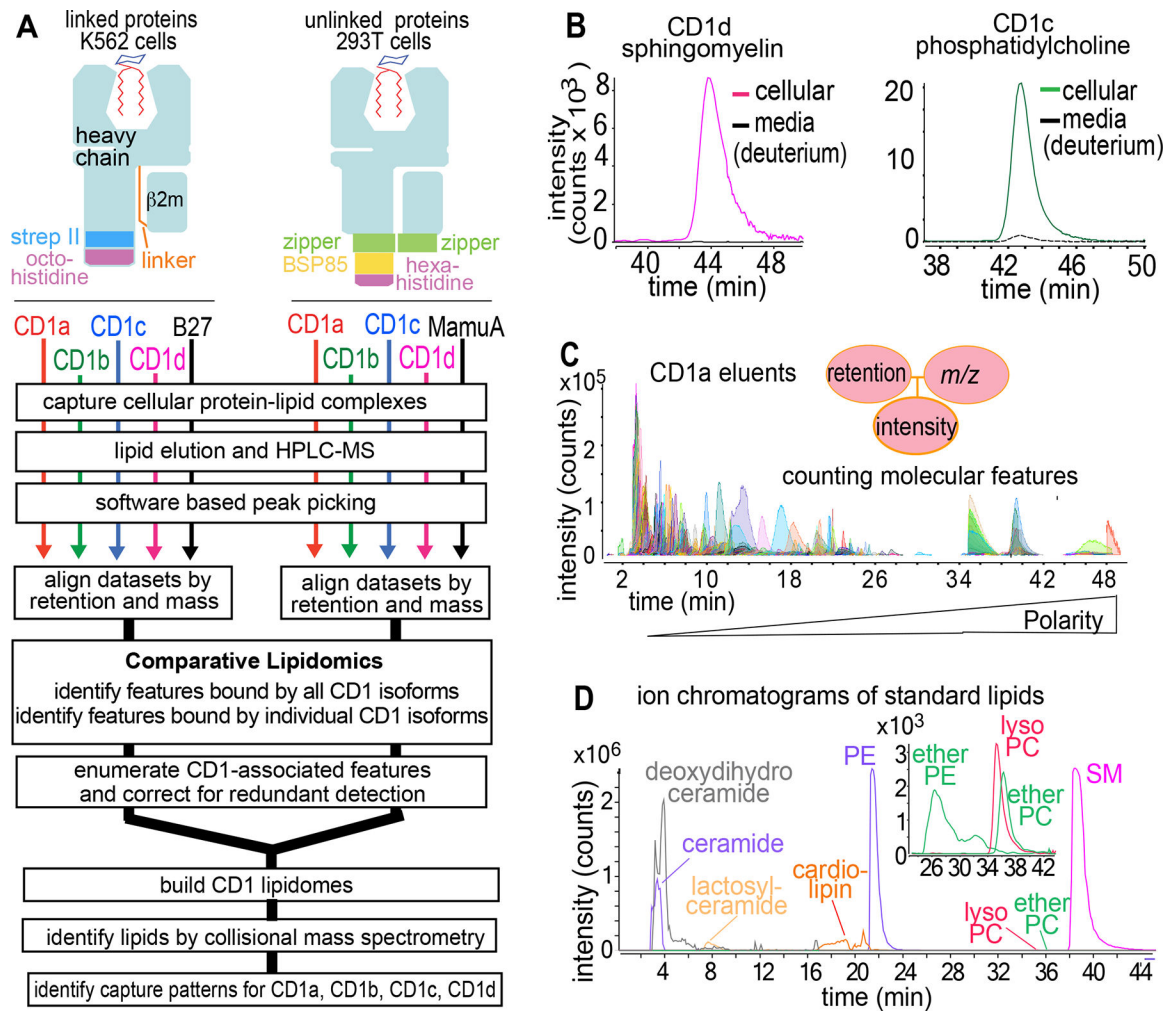 A
linked proteins
K562 cells
unlinked proteins
293T cells
heavy
chain
β2m
strep II
octo-
histidine
linker
zipper
zipper
BSP85
hexa-
histidine
CD1a
CD1c
B27
CD1b
CD1d
CD1a
CD1c
MamuA
CD1b
CD1d
capture cellular protein-lipid complexes
lipid elution and HPLC-MS
software based peak picking
align datasets by
retention and mass
align datasets by
retention and mass
Comparative Lipidomics
identify features bound by all CD1 isoforms
identify features bound by individual CD1 isoforms
enumerate CD1-associated features
and correct for redundant detection
build CD1 lipidomes
identify lipids by collisional mass spectrometry
identify capture patterns for CD1a, CD1b, CD1c, CD1d
B
CD1d
sphingomyelin
intensity
(counts x 10³)
8
6
4
2
0
cellular
media
(deuterium)
40 44 48
time (min)
CD1c
phosphatidylcholine
20
10
0
cellular
media
(deuterium)
38 42 46 50
time (min)
C
x10⁵
CD1a eluents
retention
m/z
intensity
counting molecular features
intensity (counts)
2
1
0
2 10 18 26 34 42 48
time (min)
Polarity
D
ion chromatograms of standard lipids
x10⁶
intensity (counts)
2
1
0
deoxydihydro
ceramide
ceramide
lactosyl-
ceramide
cardio-
lipin
PE
x10³
3
2
1
0
ether
PE
lyso
PC
ether
PC
26 30 36 38 42
SM
lyso
PC
ether
PC
4 8 12 16 20 24 28 32 36 40 44
time (min)